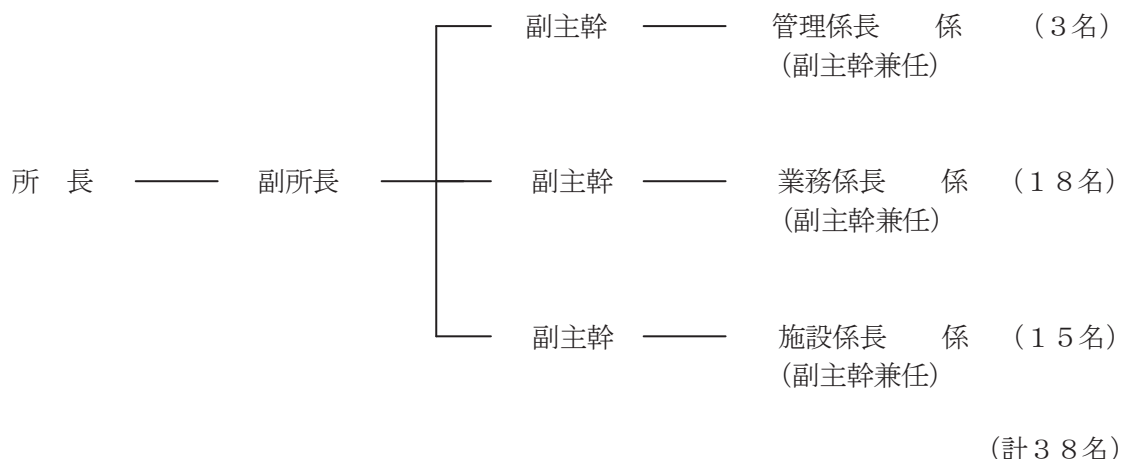 副主幹 管理係長 係 （３名）
（副主幹兼任）
所 長 副所長 副主幹 業務係長 係 （１８名）
（副主幹兼任）
副主幹 施設係長 係 （１５名）
（副主幹兼任）
（計３８名）